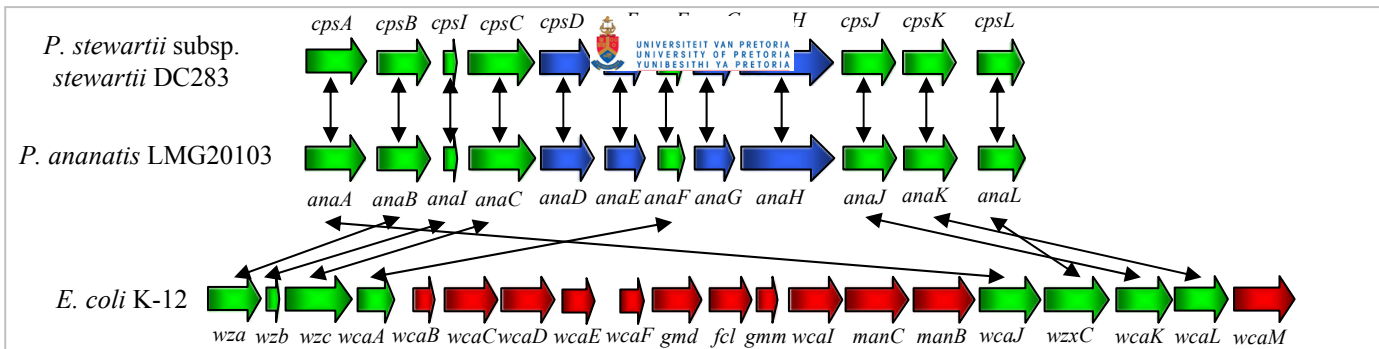 cpsA cpsB cpsI cpsC cpsD H cpsJ cpsK cpsL
P. stewartii subsp.
stewartii DC283
UNIVERSITEIT VAN PRETORIA
UNIVERSITY OF PRETORIA
YUNIBESITHI YA PRETORIA
P. ananatis LMG20103
anaA anaB anaI anaC anaD anaE anaF anaG anaH anaJ anaK anaL
E. coli K-12
wza wzb wzc wcaA wcaB wcaC wcaD wcaE wcaF gmd fcl gmm wcaI manC manB wcaJ wzxC wcaK wcaL wcaM